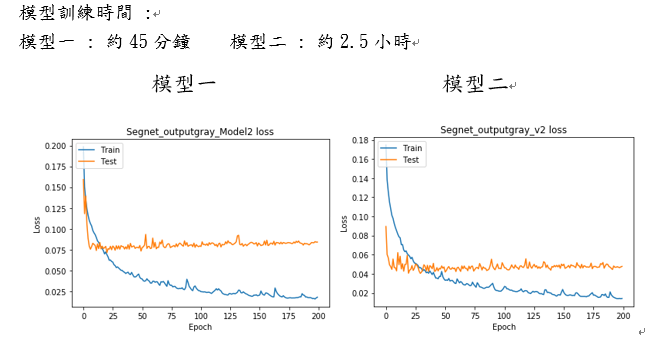 模型訓練時間 :
模型一 : 約 45 分鐘 模型二 : 約 2.5 小時
模型一 模型二
Segnet_outputgray_Model2 loss
0.200
0.175
0.150
0.125
0.100
0.075
0.050
0.025
Loss
Train
Test
0 25 50 75 100 125 150 175 200
Epoch
Segnet_outputgray_v2 loss
0.18
0.16
0.14
0.12
0.10
0.08
0.06
0.04
0.02
Loss
Train
Test
0 25 50 75 100 125 150 175 200
Epoch